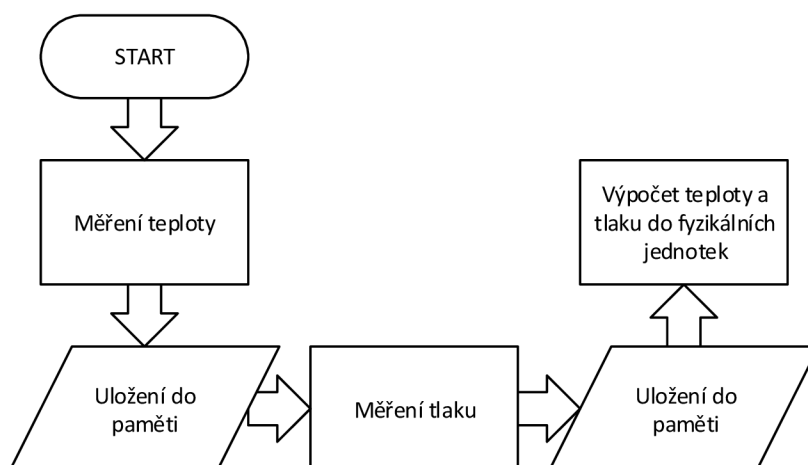 START
Měření teploty
Uložení do
paměti
Měření tlaku
Uložení do
paměti
Výpočet teploty a
tlaku do fyzikálních
jednotek